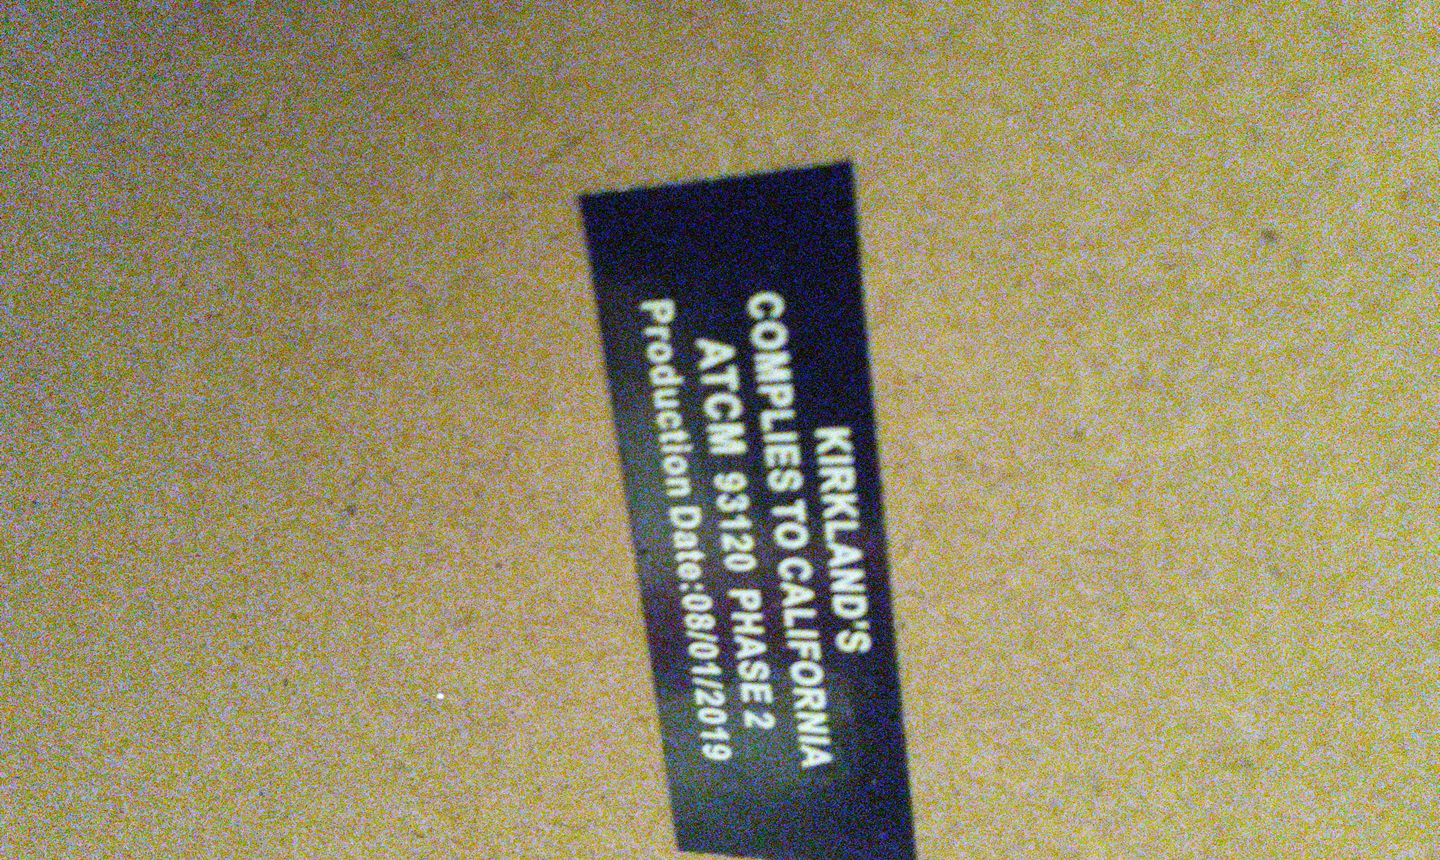 KIRKLAND'S
COMPLIES TO CALIFORNIA
ATCM 93120 PHASE 2
Production Date:08/01/2019